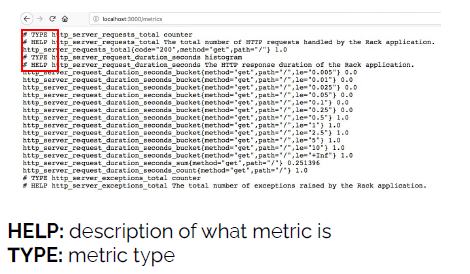 localhost:3000/metrics
# TYPE http_server_requests_total counter
# HELP http_server_requests_total The total number of HTTP requests handled by the Rack application.
http_server_requests_total{code="200",method="get",path="/"} 1.0
# TYPE http_server_request_duration_seconds histogram
# HELP http_server_request_duration_seconds The HTTP response duration of the Rack application.
http_server_request_duration_seconds_bucket{method="get",path="/",le="0.005"} 0.0
http_server_request_duration_seconds_bucket{method="get",path="/",le="0.01"} 0.0
http_server_request_duration_seconds_bucket{method="get",path="/",le="0.025"} 0.0
http_server_request_duration_seconds_bucket{method="get",path="/",le="0.05"} 0.0
http_server_request_duration_seconds_bucket{method="get",path="/",le="0.1"} 0.0
http_server_request_duration_seconds_bucket{method="get",path="/",le="0.25"} 0.0
http_server_request_duration_seconds_bucket{method="get",path="/",le="0.5"} 1.0
http_server_request_duration_seconds_bucket{method="get",path="/",le="1"} 1.0
http_server_request_duration_seconds_bucket{method="get",path="/",le="2.5"} 1.0
http_server_request_duration_seconds_bucket{method="get",path="/",le="5"} 1.0
http_server_request_duration_seconds_bucket{method="get",path="/",le="10"} 1.0
http_server_request_duration_seconds_bucket{method="get",path="/",le="+Inf"} 1.0
http_server_request_duration_seconds_sum{method="get",path="/"} 0.251396
http_server_request_duration_seconds_count{method="get",path="/"} 1.0
# TYPE http_server_exceptions_total counter
# HELP http_server_exceptions_total The total number of exceptions raised by the Rack application.
HELP: description of what metric is
TYPE: metric type